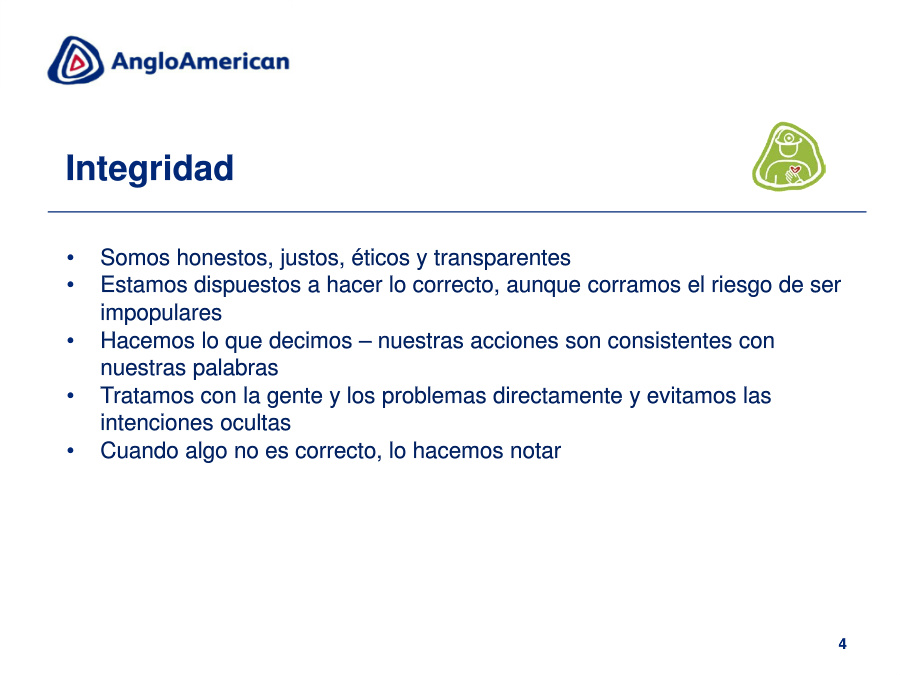 AngloAmerican
Integridad
• Somos honestos, justos, éticos y transparentes
• Estamos dispuestos a hacer lo correcto, aunque corramos el riesgo de ser
impopulares
• Hacemos lo que decimos – nuestras acciones son consistentes con
nuestras palabras
• Tratamos con la gente y los problemas directamente y evitamos las
intenciones ocultas
• Cuando algo no es correcto, lo hacemos notar
4